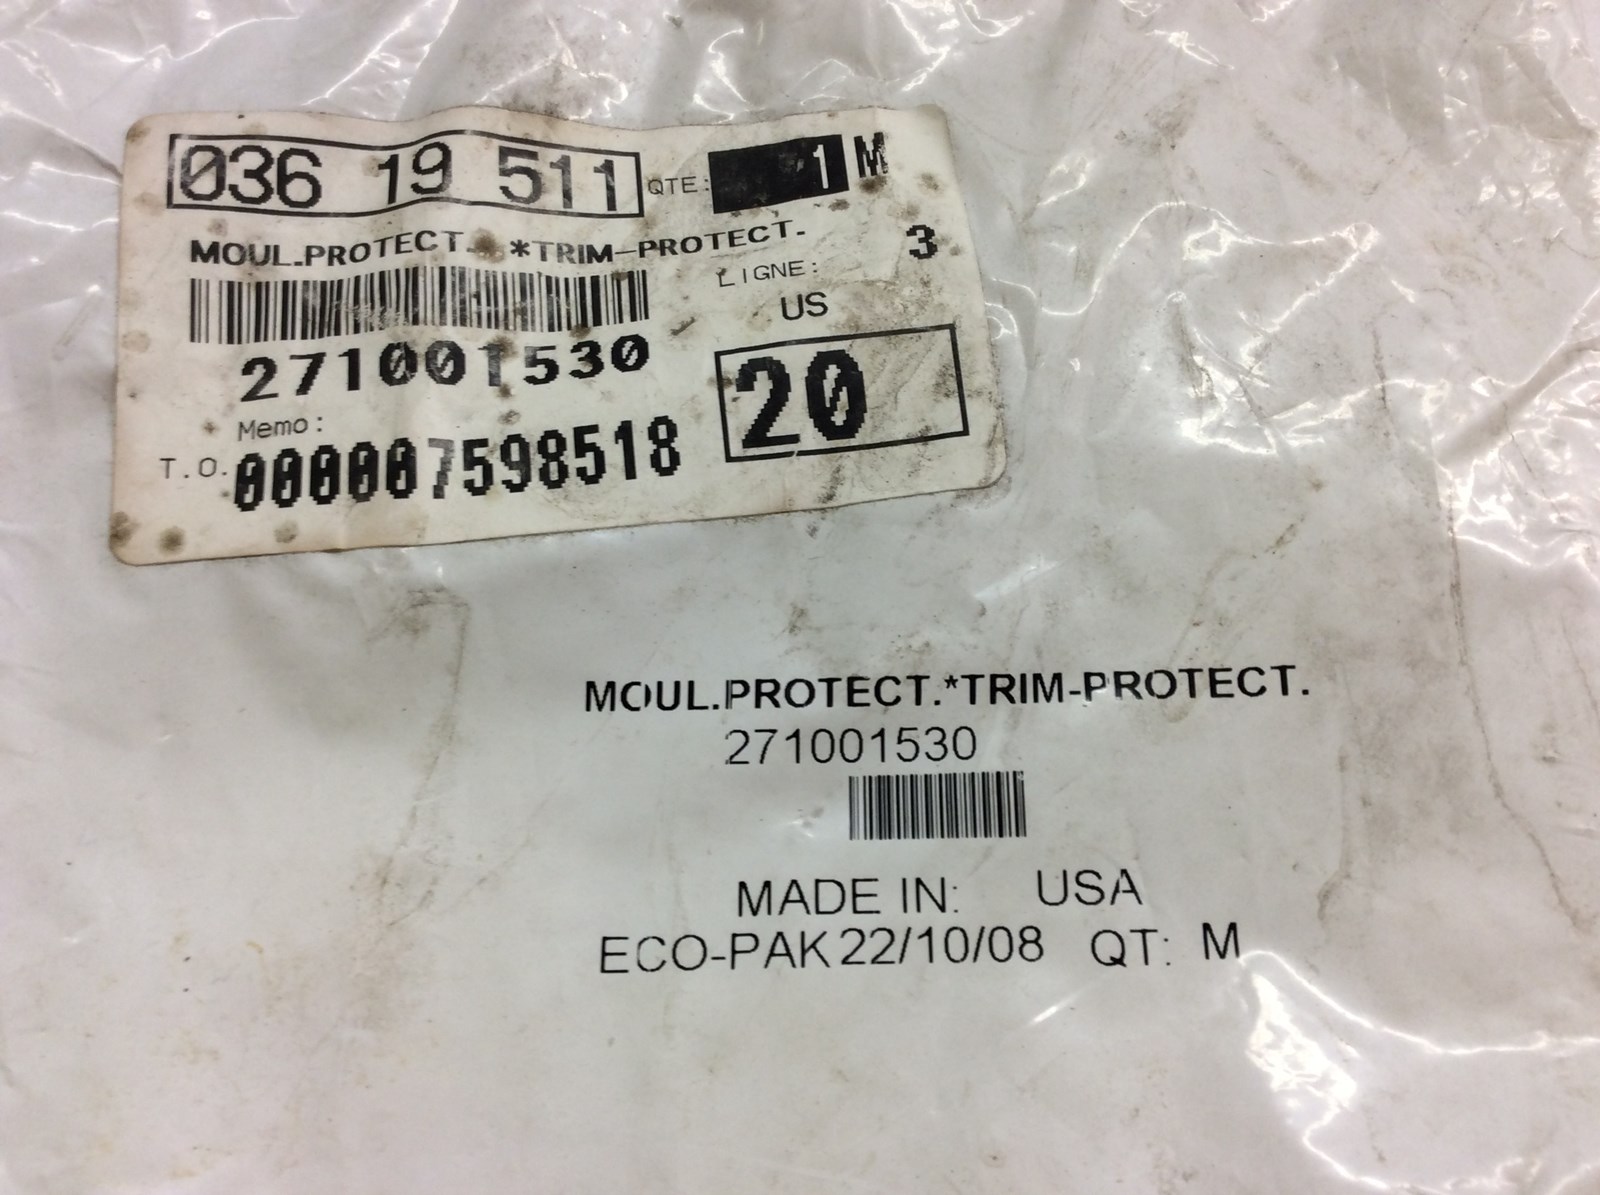 036 19 511 QTE: 1 M
MOUL.PROTECT. *TRIM-PROTECT.
LIGNE: 3
US
271001530
20
Memo:
T.O. 000007598518
MOUL.PROTECT.*TRIM-PROTECT.
271001530
MADE IN: USA
ECO-PAK 22/10/08 QT: M